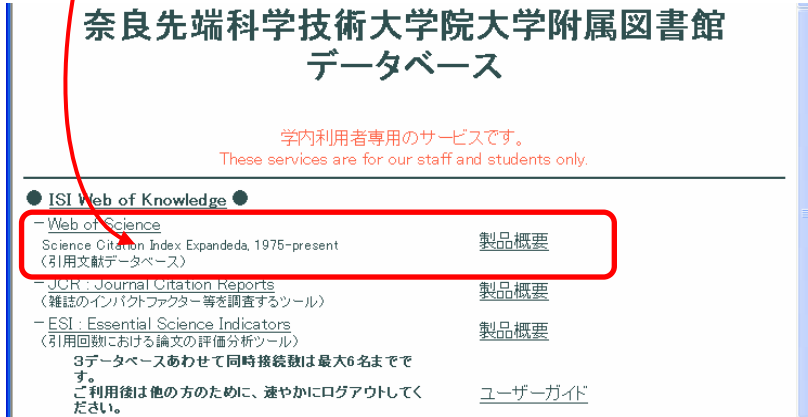 奈良先端科学技術大学院大学附属図書館
データベース
学内利用者専用のサービスです。
These services are for our staff and students only.
● ISI Web of Knowledge ●
－Web of Science
Science Citation Index Expandeda, 1975-present
製品概要
（引用文献データベース）
－JCR : Journal Citation Reports
製品概要
（雑誌のインパクトファクター等を調査するツール）
－ESI : Essential Science Indicators
製品概要
（引用回数における論文の評価分析ツール）
3データベースあわせて同時接続数は最大6名までで
す。
ご利用後は他の方のために、速やかにログアウトしてく
ださい。
ユーザーガイド